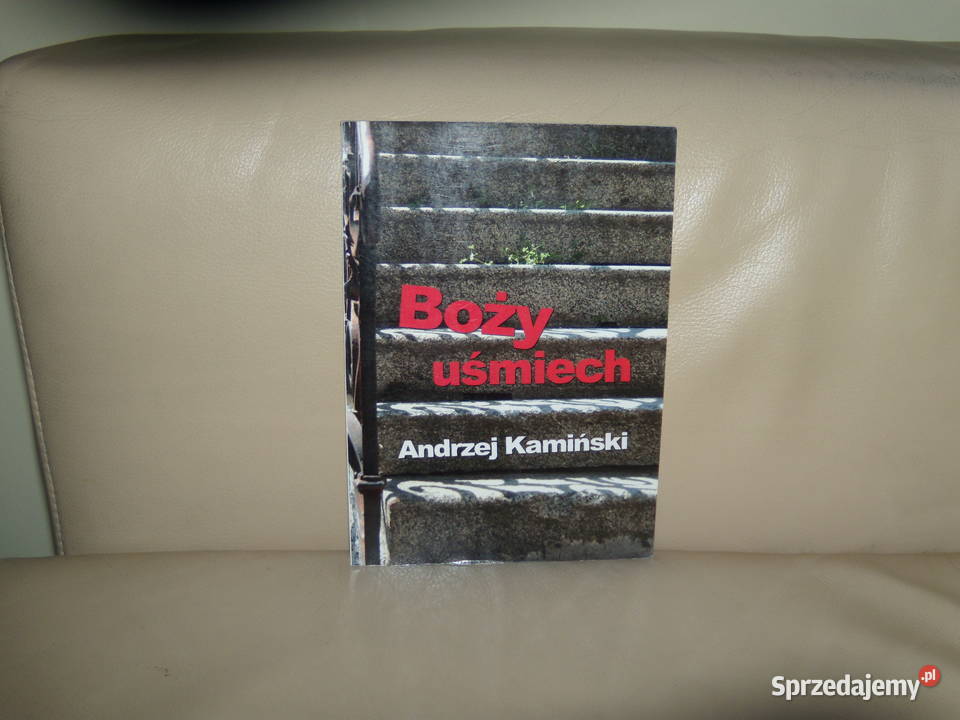 Boży
uśmiech
Andrzej Kamiński
Sprzedajemy.pl